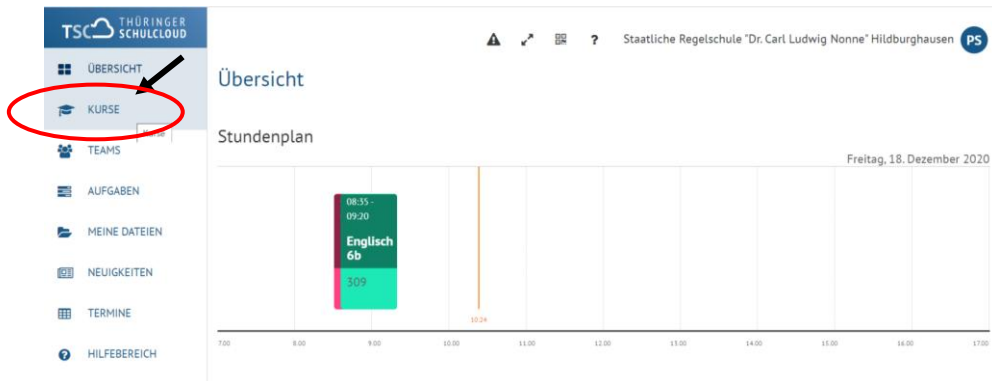 TSC THÜRINGER
SCHULCLOUD
? Staatliche Regelschule "Dr. Carl Ludwig Nonne" Hildburghausen PS
ÜBERSICHT
KURSE
TEAMS
AUFGABEN
MEINE DATEIEN
NEUIGKEITEN
TERMINE
HILFEBEREICH
Übersicht
Stundenplan
Freitag, 18. Dezember 2020
08:35 -
09:20
Englisch
6b
309
10:24
7:00 8:00 9:00 10:00 11:00 12:00 13:00 14:00 15:00 16:00 17:00